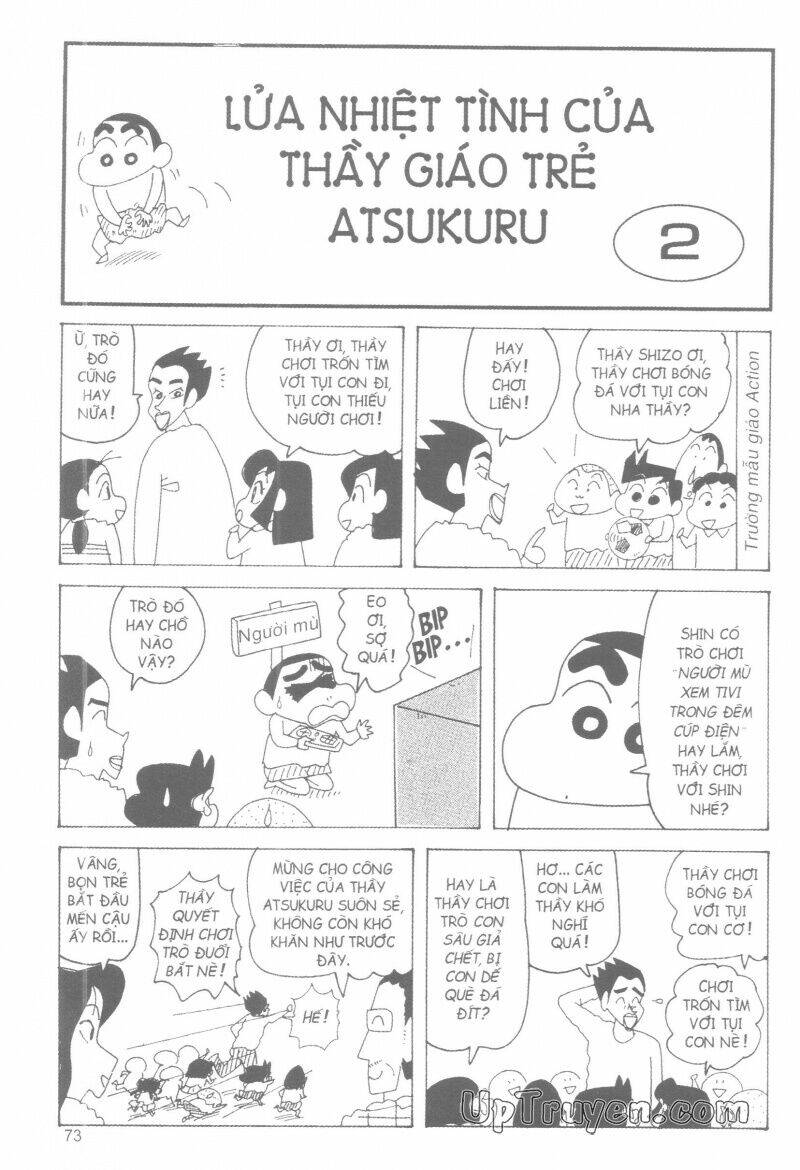 LỬA NHIỆT TÌNH CỦA
THẦY GIÁO TRẺ
ATSUKURU
2
Trường mẫu giáo Action
THẦY SHIZO ƠI,
THẦY CHƠI BÓNG
ĐÁ VỚI TỤI CON
NHA THẦY?
HAY
ĐẤY! CHƠI
LIỀN!
THẦY ƠI, THẦY
CHƠI TRỐN TÌM
VỚI TỤI CON ĐI,
TỤI CON THIẾU
NGƯỜI CHƠI!
Ừ, TRÒ
ĐÓ
CŨNG
HAY
NỮA!
SHIN CÓ
TRÒ CHƠI
"NGƯỜI MÙ
XEM TIVI
TRONG ĐÊM
CÚP ĐIỆN"
HAY LẮM,
THẦY CHƠI
VỚI SHIN
NHÉ?
BIP
BIP...
EO
ƠI,
SỢ
QUÁ!
Người mù
TRÒ ĐÓ
HAY CHỖ
NÀO
VẬY?
THẦY CHƠI
BÓNG ĐÁ
VỚI TỤI
CON CƠ!
CHƠI
TRỐN TÌM
VỚI TỤI
CON NÈ!
HƠ... CÁC
CON LÀM
THẦY KHÓ
NGHĨ
QUÁ!
HAY LÀ
THẦY CHƠI
TRÒ CON
SÂU GIẢ
CHẾT, BỊ
CON DẾ
QUÈ ĐÁ
ĐÍT?
MỪNG CHO CÔNG
VIỆC CỦA THẦY
ATSUKURU SUÔN SẺ,
KHÔNG CÒN KHÓ
KHĂN NHƯ TRƯỚC
ĐÂY.
HẾ!
THẦY
QUYẾT
ĐỊNH CHƠI
TRÒ ĐUỔI
BẮT NÈ!
VÂNG,
BỌN TRẺ
BẮT ĐẦU
MẾN CẬU
ẤY RỒI...
UpTruyen.com
73